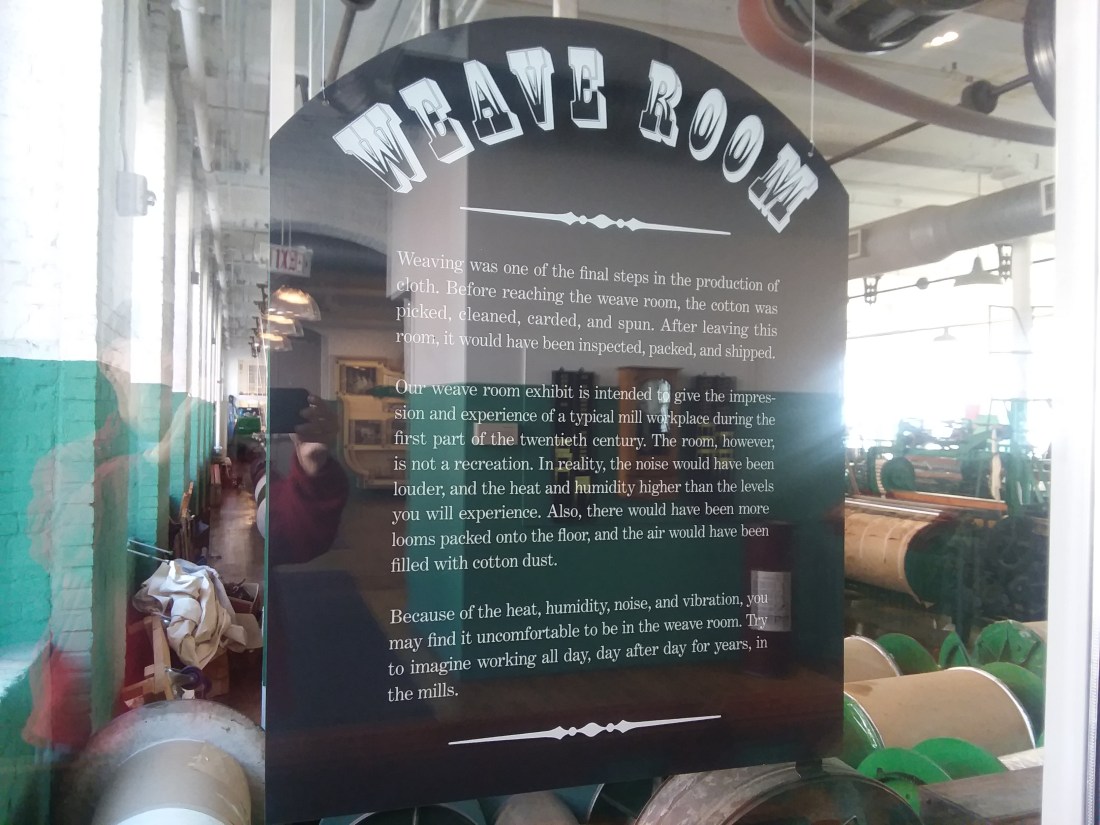 WEAVE ROOM
Weaving was one of the final steps in the production of
cloth. Before reaching the weave room, the cotton was
picked, cleaned, carded, and spun. After leaving this
room, it would have been inspected, packed, and shipped.
Our weave room exhibit is intended to give the impres-
sion and experience of a typical mill workplace during the
first part of the twentieth century. The room, however,
is not a recreation. In reality, the noise would have been
louder, and the heat and humidity higher than the levels
you will experience. Also, there would have been more
looms packed onto the floor, and the air would have been
filled with cotton dust.
Because of the heat, humidity, noise, and vibration, you
may find it uncomfortable to be in the weave room. Try
to imagine working all day, day after day for years, in
the mills.